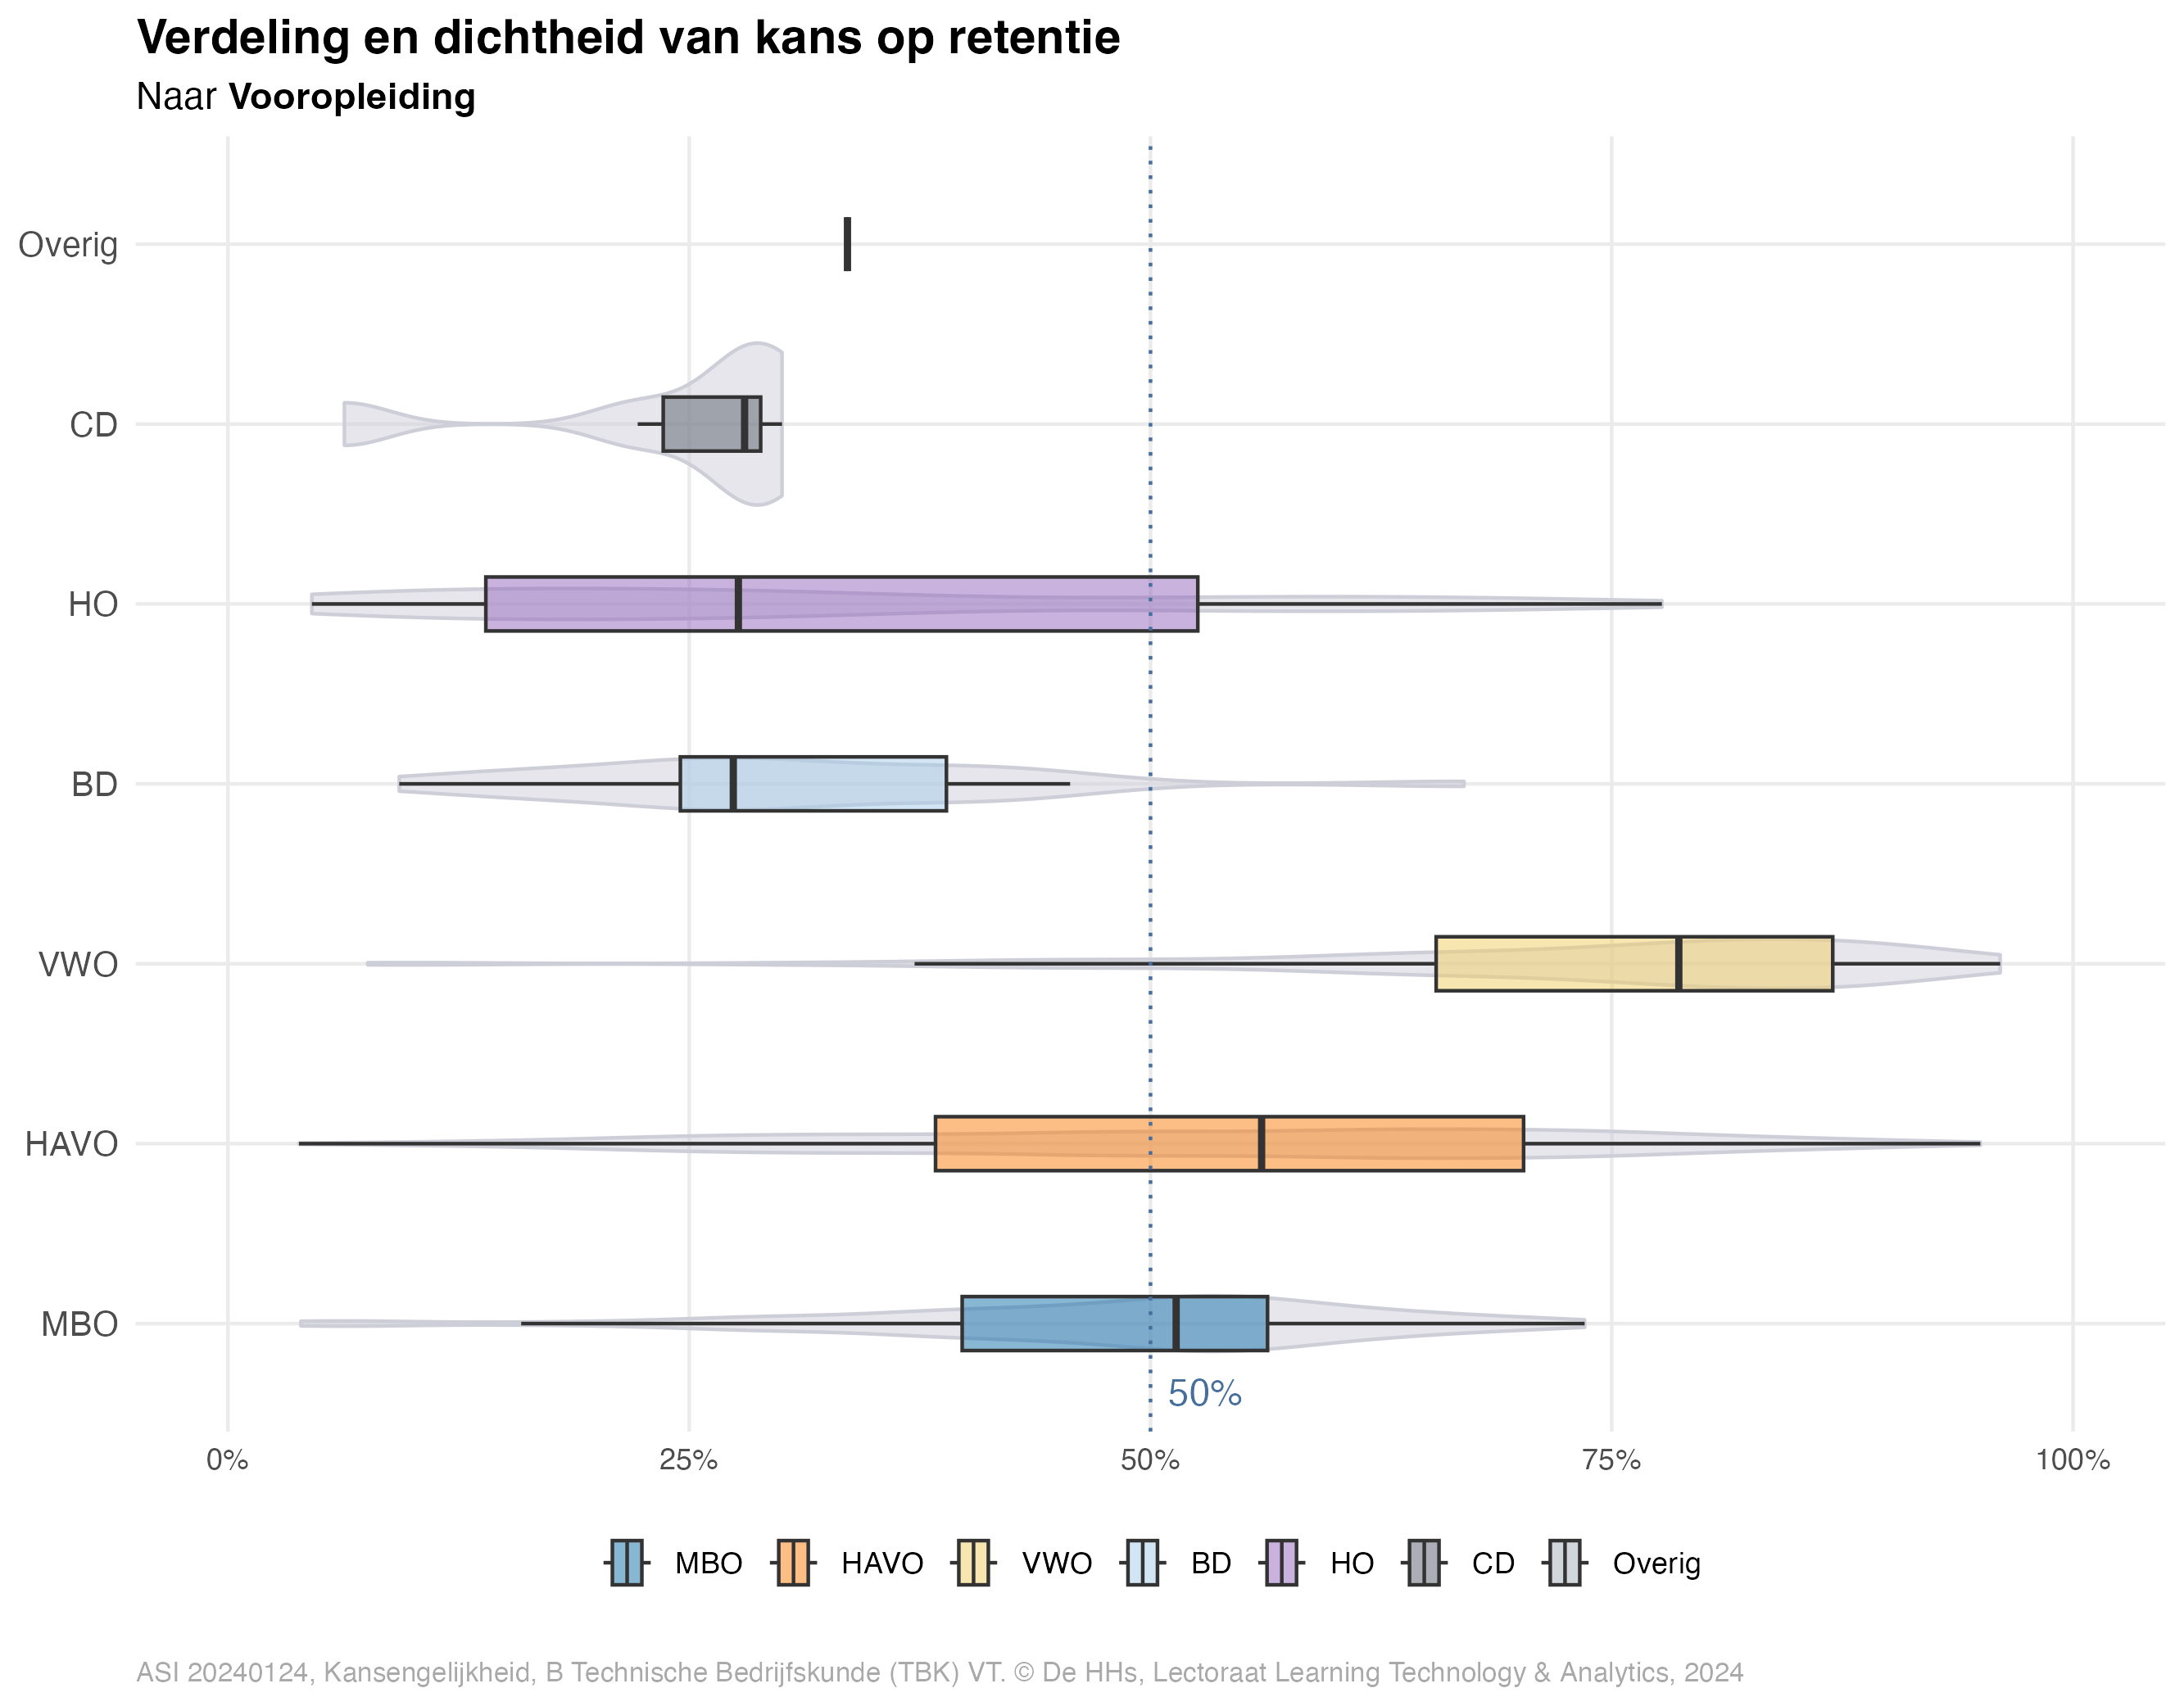 Verdeling en dichtheid van kans op retentie
Naar Vooropleiding
Overig
CD
HO
BD
VWO
HAVO
MBO
50%
0% 25% 50% 75% 100%
MBO HAVO VWO BD HO CD Overig
ASI 20240124, Kansengelijkheid, B Technische Bedrijfskunde (TBK) VT. © De HHs, Lectoraat Learning Technology & Analytics, 2024